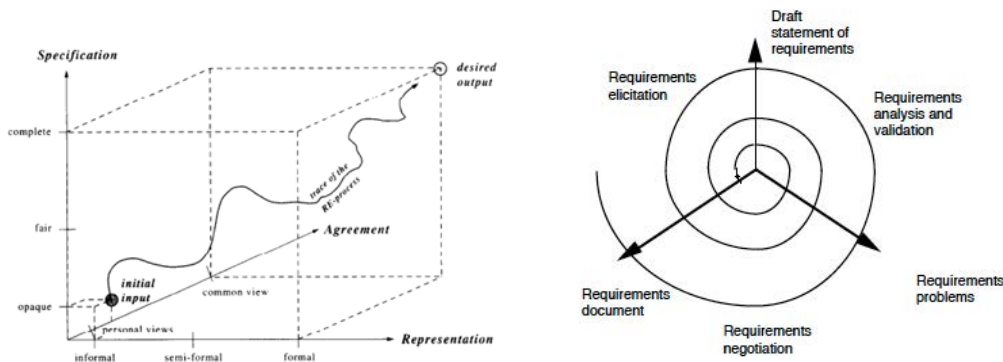 Specification
complete
fair
opaque
desired
output
trace of the
RE-process
Agreement
initial
input
common view
personal views
Representation
informal
semi-formal
formal
Draft
statement of
requirements
Requirements
elicitation
Requirements
analysis and
validation
Requirements
document
Requirements
problems
Requirements
negotiation